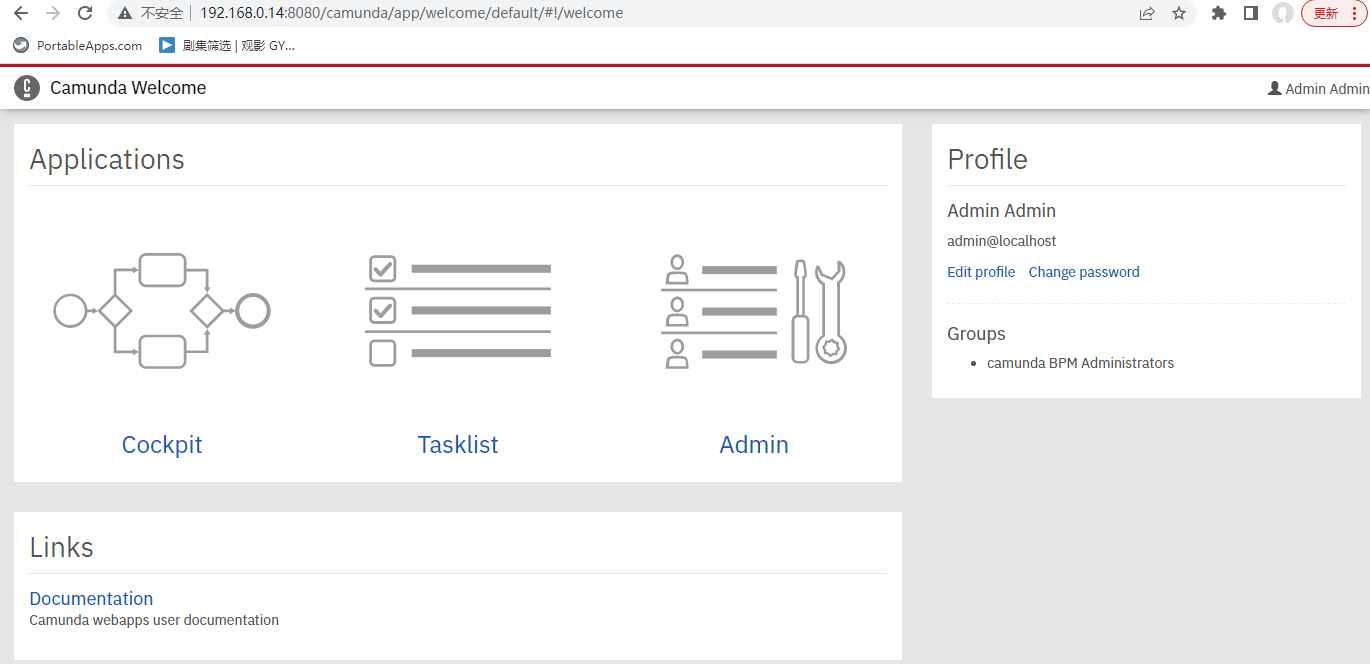 不安全 192.168.0.14:8080/camunda/app/welcome/default/#!/welcome 更新
PortableApps.com 剧集筛选 | 观影 GY...
Camunda Welcome Admin Admin
Applications
Cockpit Tasklist Admin
Links
Documentation
Camunda webapps user documentation
Profile
Admin Admin
admin@localhost
Edit profile Change password
Groups
camunda BPM Administrators